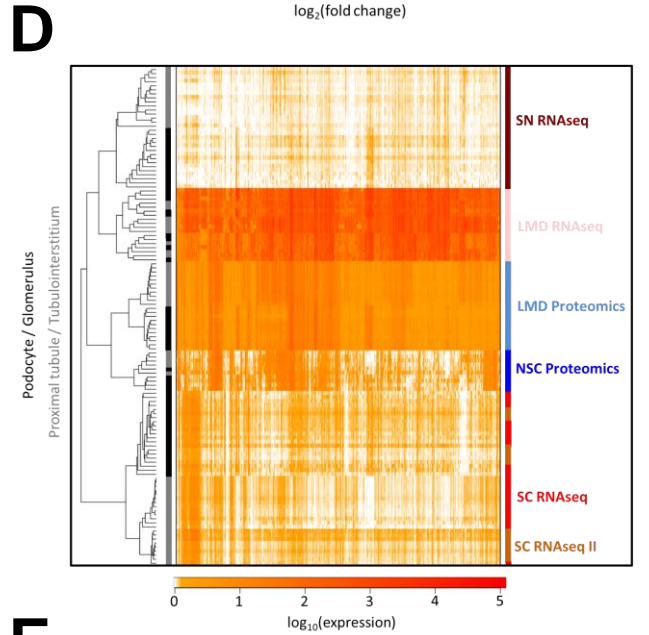 log2(fold change)
D
SN RNAseq
LMD RNAseq
LMD Proteomics
NSC Proteomics
SC RNAseq
SC RNAseq II
Podocyte / Glomerulus
Proximal tubule / Tubulointerstitium
0 1 2 3 4 5
log10(expression)